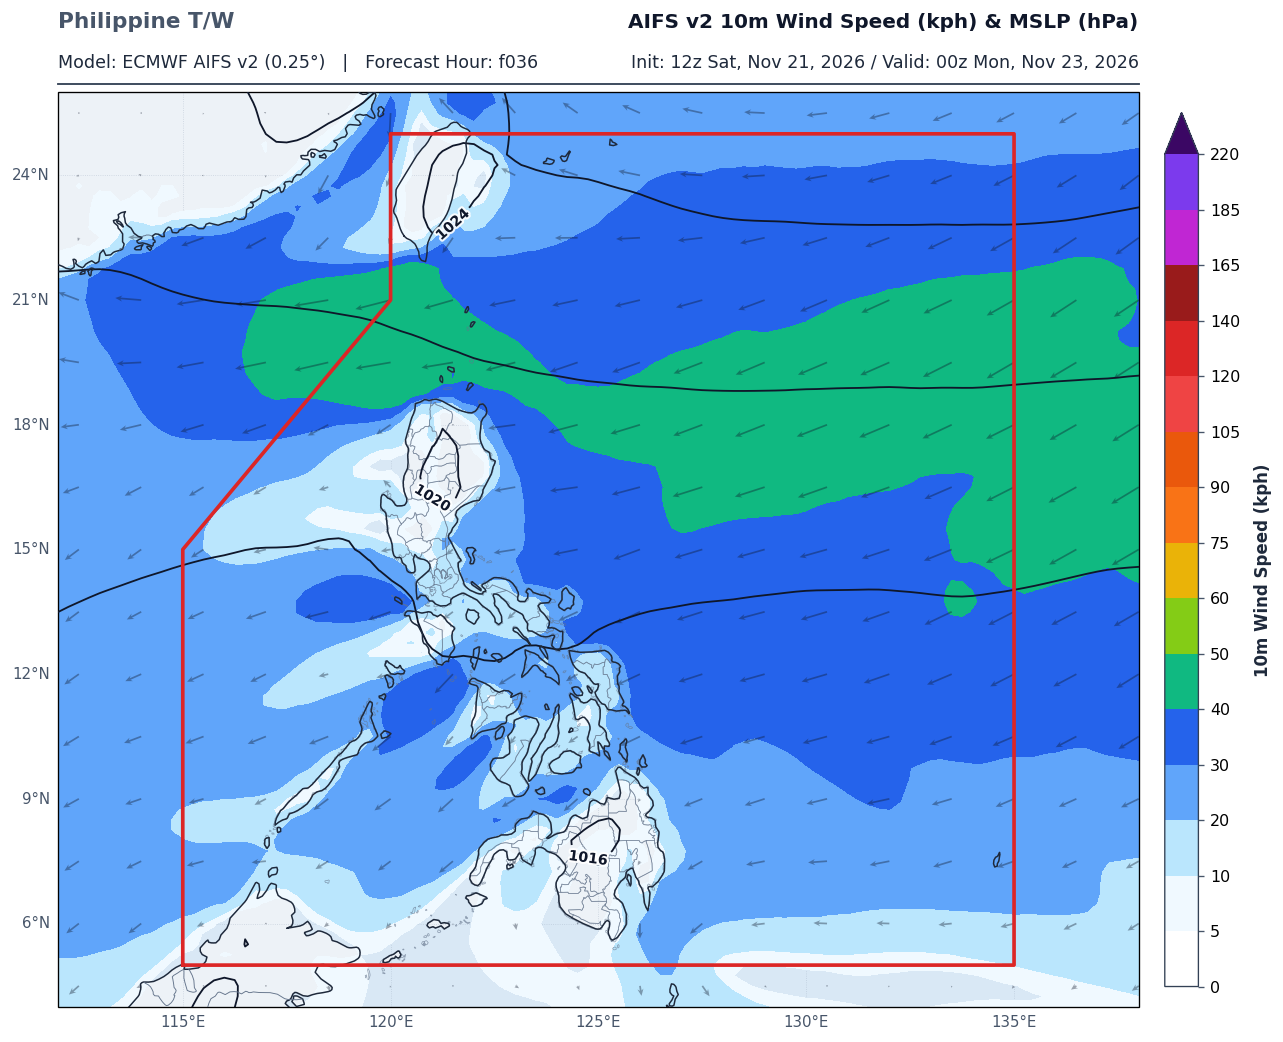 Philippine T/W
AIFS v2 10m Wind Speed (kph) & MSLP (hPa)
Model: ECMWF AIFS v2 (0.25°) | Forecast Hour: f036
Init: 12z Sat, Nov 21, 2026 / Valid: 00z Mon, Nov 23, 2026
24°N
21°N
18°N
15°N
12°N
9°N
6°N
1024
1020
1016
115°E
120°E
125°E
130°E
135°E
220
185
165
140
120
105
90
75
60
50
40
30
20
10
5
0
10m Wind Speed (kph)